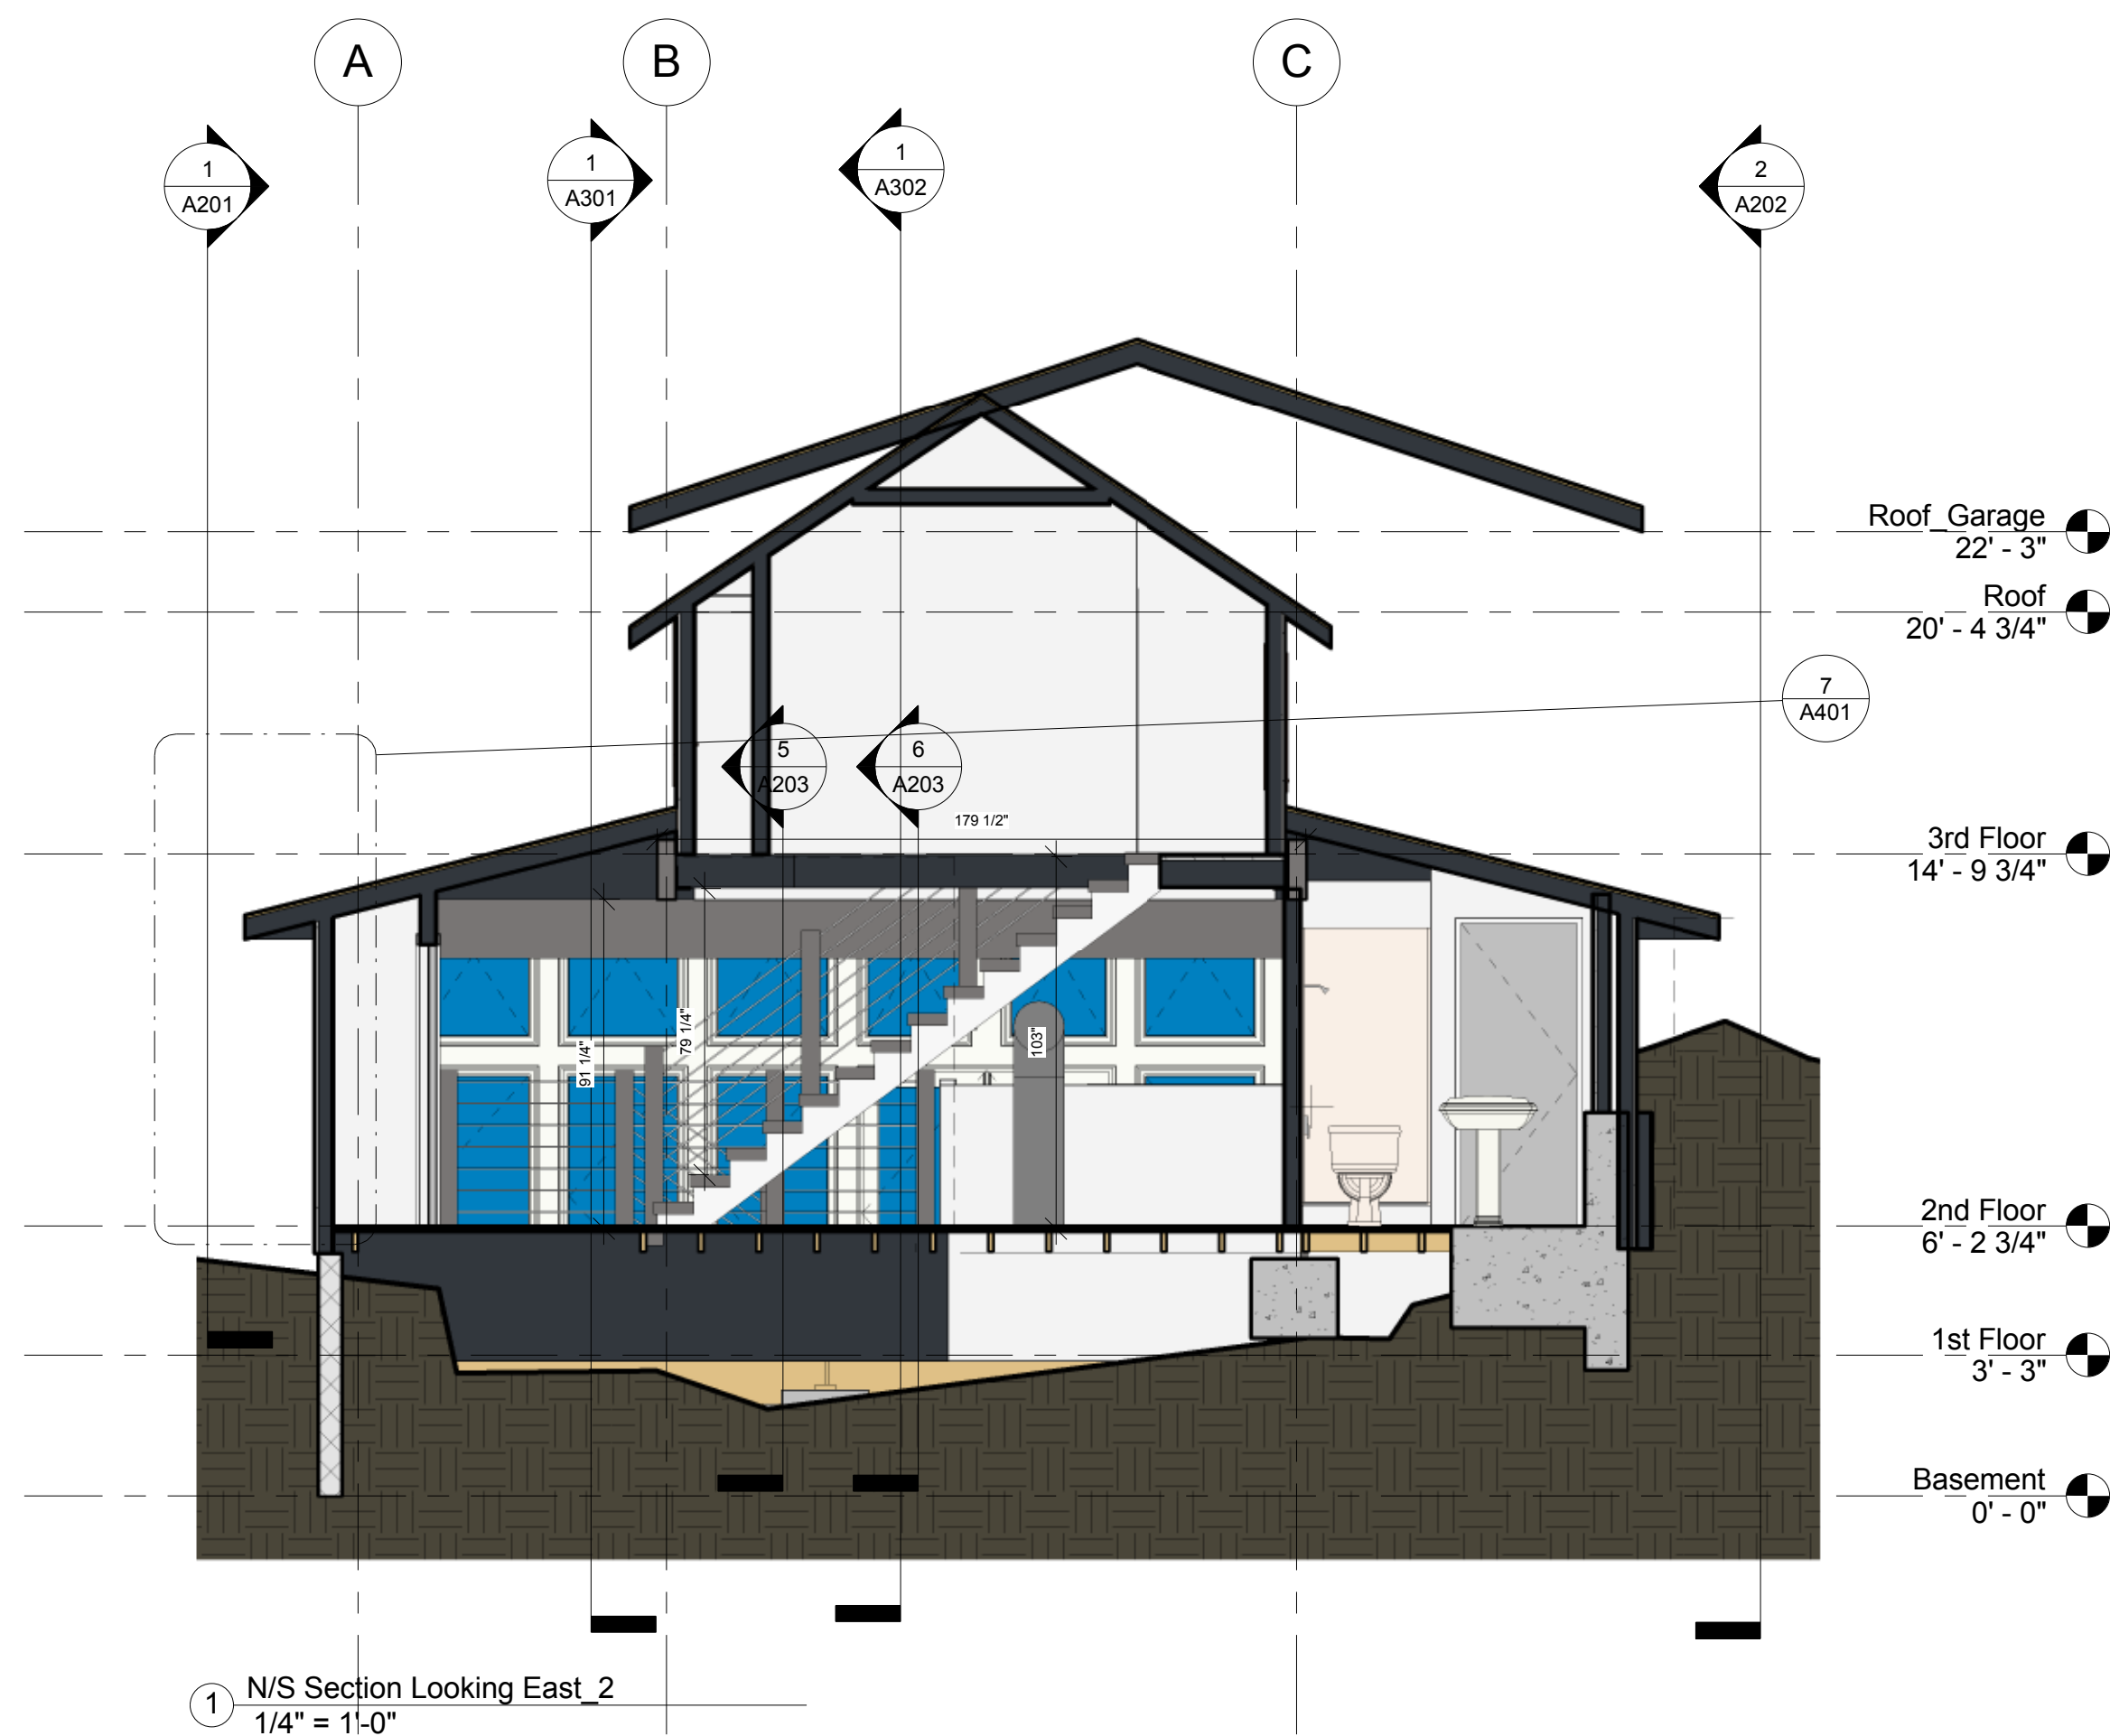 A
B
C
1
A201
1
A301
1
A302
2
A202
Roof_Garage
22' - 3"
Roof
20' - 4 3/4"
7
A401
5
A203
6
A203
179 1/2"
3rd Floor
14' - 9 3/4"
91 1/4"
79 1/4"
103"
2nd Floor
6' - 2 3/4"
1st Floor
3' - 3"
Basement
0' - 0"
1
N/S Section Looking East_2
1/4" = 1'-0"